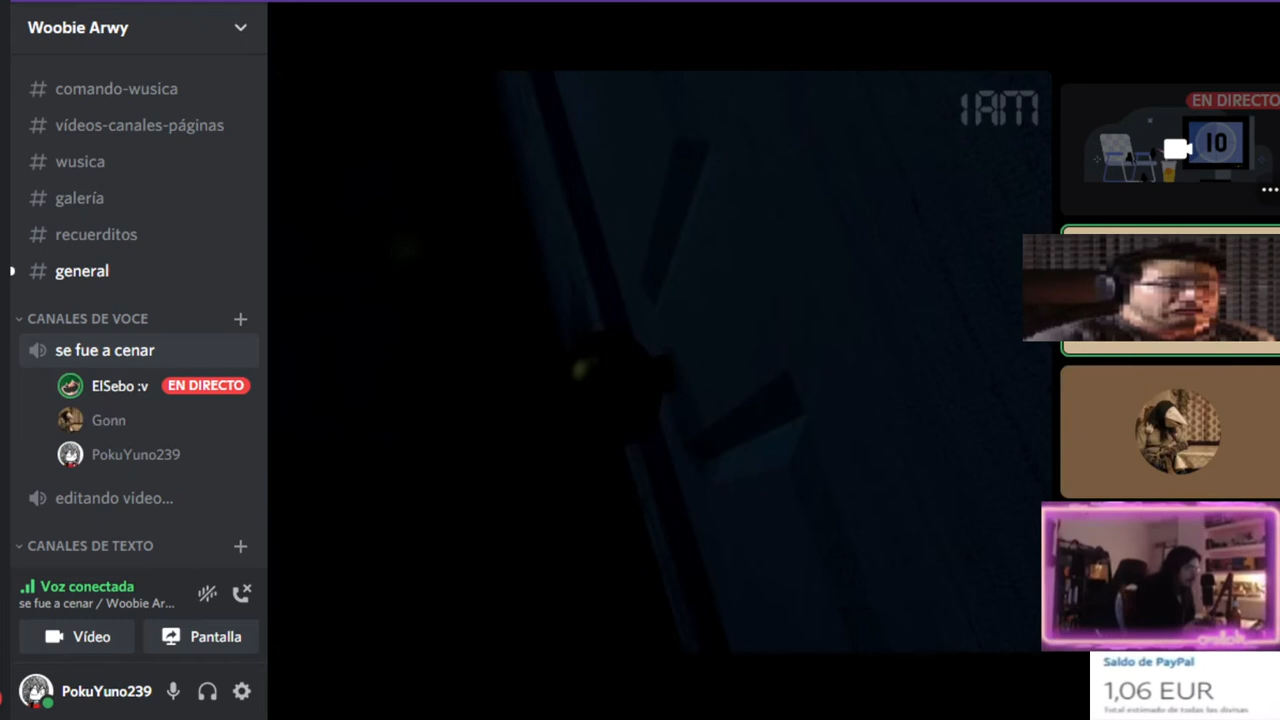 Woobie Arwy
# comando-wusica
# vídeos-canales-páginas
# wusica
# galería
# recuerditos
# general
CANALES DE VOCE
se fue a cenar
ElSebo :v EN DIRECTO
Gonn
PokuYuno239
editando video...
CANALES DE TEXTO
Voz conectada
se fue a cenar / Woobie Ar...
Vídeo
Pantalla
PokuYuno239
1AM
EN DIRECTO
10
Saldo de PayPal
1,06 EUR
Total estimado de todas las divisas